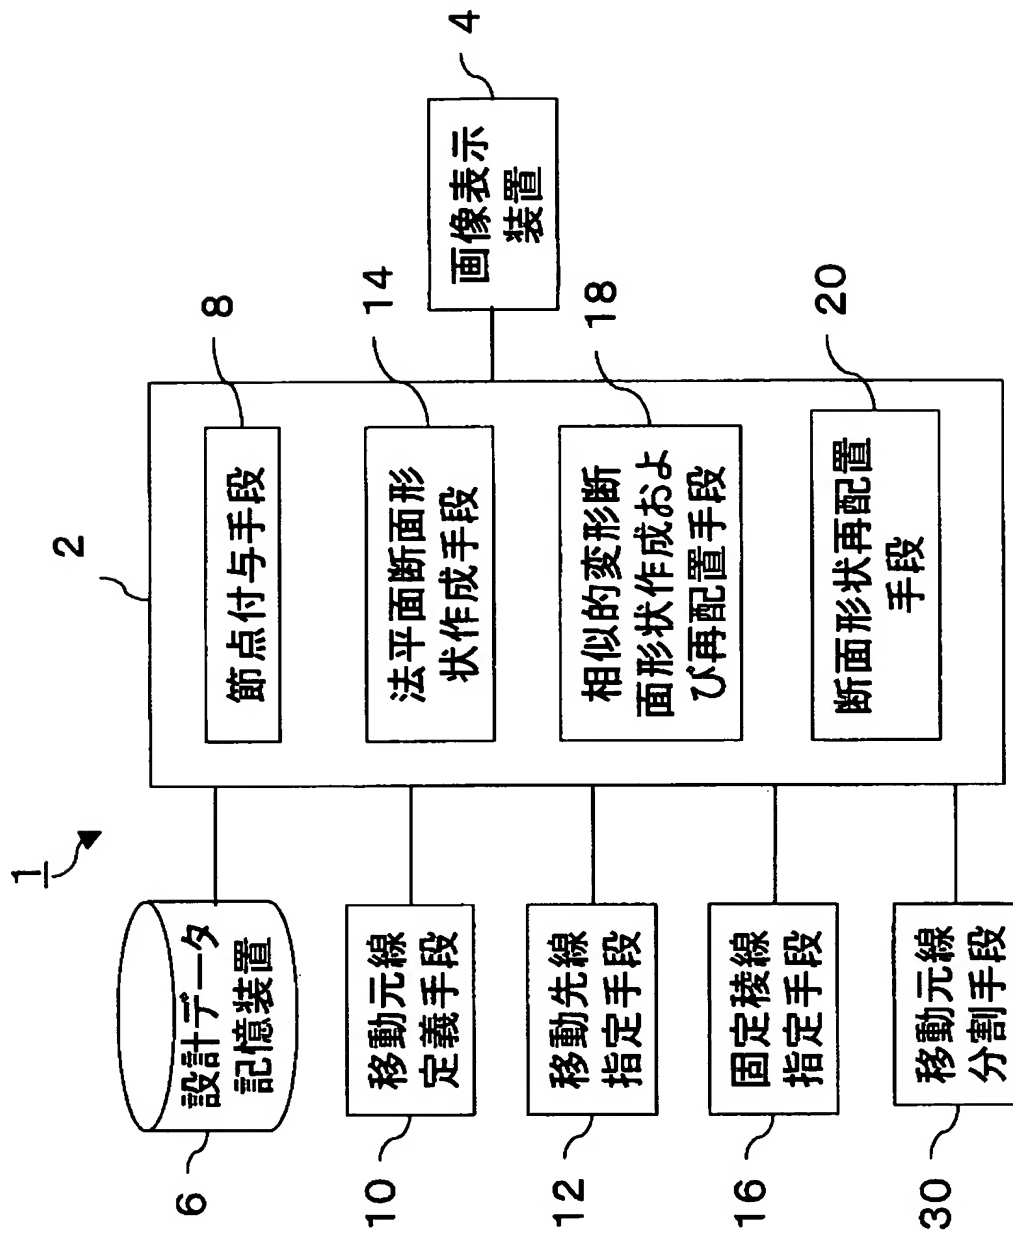 1
2
4
設計データ
記憶装置
6
移動元線
定義手段
10
移動先線
指定手段
12
固定稜線
指定手段
16
移動元線
分割手段
30
節点付与手段
8
法平面断面形
状作成手段
14
相似的変形断
面形状作成およ
び再配置手段
18
断面形状再配置
手段
20
画像表示
装置